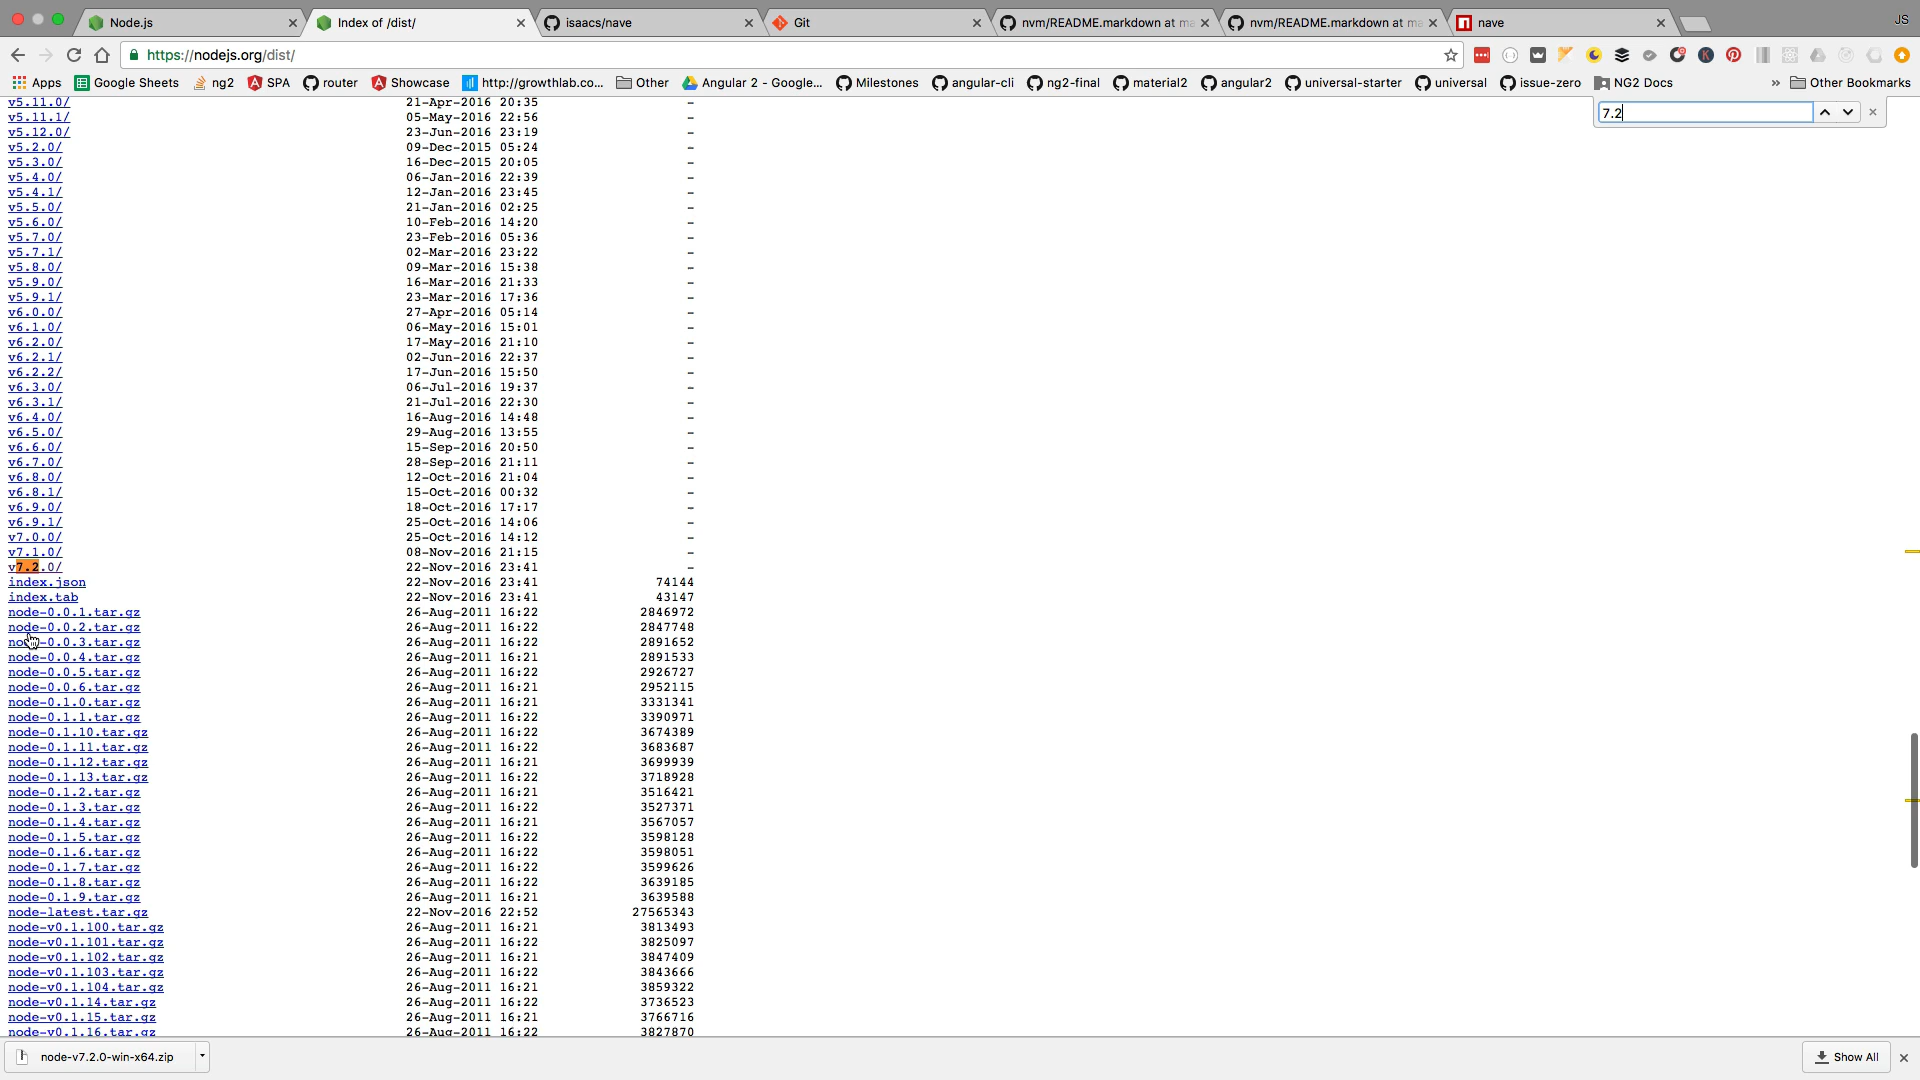 Node.js
Index of /dist/
isaacs/nave
Git
nvm/README.markdown at ma
nvm/README.markdown at ma
nave
JS
https://nodejs.org/dist/
Apps Google Sheets ng2 SPA router Showcase http://growthlab.co... Other Angular 2 - Google... Milestones angular-cli ng2-final material2 angular2 universal-starter universal issue-zero NG2 Docs » Other Bookmarks
7.2
v5.11.0/ 21-Apr-2016 20:35 -
v5.11.1/ 05-May-2016 22:56 -
v5.12.0/ 23-Jun-2016 23:19 -
v5.2.0/ 09-Dec-2015 05:24 -
v5.3.0/ 16-Dec-2015 20:05 -
v5.4.0/ 06-Jan-2016 22:39 -
v5.4.1/ 12-Jan-2016 23:45 -
v5.5.0/ 21-Jan-2016 02:25 -
v5.6.0/ 10-Feb-2016 14:20 -
v5.7.0/ 23-Feb-2016 05:36 -
v5.7.1/ 02-Mar-2016 23:22 -
v5.8.0/ 09-Mar-2016 15:38 -
v5.9.0/ 16-Mar-2016 21:33 -
v5.9.1/ 23-Mar-2016 17:36 -
v6.0.0/ 27-Apr-2016 05:14 -
v6.1.0/ 06-May-2016 15:01 -
v6.2.0/ 17-May-2016 21:10 -
v6.2.1/ 02-Jun-2016 22:37 -
v6.2.2/ 17-Jun-2016 15:50 -
v6.3.0/ 06-Jul-2016 19:37 -
v6.3.1/ 21-Jul-2016 22:30 -
v6.4.0/ 16-Aug-2016 14:48 -
v6.5.0/ 29-Aug-2016 13:55 -
v6.6.0/ 15-Sep-2016 20:50 -
v6.7.0/ 28-Sep-2016 21:11 -
v6.8.0/ 12-Oct-2016 21:04 -
v6.8.1/ 15-Oct-2016 00:32 -
v6.9.0/ 18-Oct-2016 17:17 -
v6.9.1/ 25-Oct-2016 14:06 -
v7.0.0/ 25-Oct-2016 14:12 -
v7.1.0/ 08-Nov-2016 21:15 -
v7.2.0/ 22-Nov-2016 23:41 -
index.json 22-Nov-2016 23:41 74144
index.tab 22-Nov-2016 23:41 43147
node-0.0.1.tar.gz 26-Aug-2011 16:22 2846972
node-0.0.2.tar.gz 26-Aug-2011 16:22 2847748
node-0.0.3.tar.gz 26-Aug-2011 16:22 2891652
node-0.0.4.tar.gz 26-Aug-2011 16:21 2891533
node-0.0.5.tar.gz 26-Aug-2011 16:22 2926727
node-0.0.6.tar.gz 26-Aug-2011 16:21 2952115
node-0.1.0.tar.gz 26-Aug-2011 16:21 3331341
node-0.1.1.tar.gz 26-Aug-2011 16:22 3390971
node-0.1.10.tar.gz 26-Aug-2011 16:22 3674389
node-0.1.11.tar.gz 26-Aug-2011 16:22 3683687
node-0.1.12.tar.gz 26-Aug-2011 16:21 3699939
node-0.1.13.tar.gz 26-Aug-2011 16:22 3718928
node-0.1.2.tar.gz 26-Aug-2011 16:21 3516421
node-0.1.3.tar.gz 26-Aug-2011 16:22 3527371
node-0.1.4.tar.gz 26-Aug-2011 16:21 3567057
node-0.1.5.tar.gz 26-Aug-2011 16:22 3598128
node-0.1.6.tar.gz 26-Aug-2011 16:22 3598051
node-0.1.7.tar.gz 26-Aug-2011 16:22 3599626
node-0.1.8.tar.gz 26-Aug-2011 16:22 3639185
node-0.1.9.tar.gz 26-Aug-2011 16:21 3639588
node-latest.tar.gz 22-Nov-2016 22:52 27565343
node-v0.1.100.tar.gz 26-Aug-2011 16:21 3813493
node-v0.1.101.tar.gz 26-Aug-2011 16:22 3825097
node-v0.1.102.tar.gz 26-Aug-2011 16:21 3847409
node-v0.1.103.tar.gz 26-Aug-2011 16:22 3843666
node-v0.1.104.tar.gz 26-Aug-2011 16:21 3859322
node-v0.1.14.tar.gz 26-Aug-2011 16:22 3736523
node-v0.1.15.tar.gz 26-Aug-2011 16:21 3766716
node-v0.1.16.tar.gz 26-Aug-2011 16:22 3827870
node-v7.2.0-win-x64.zip
Show All